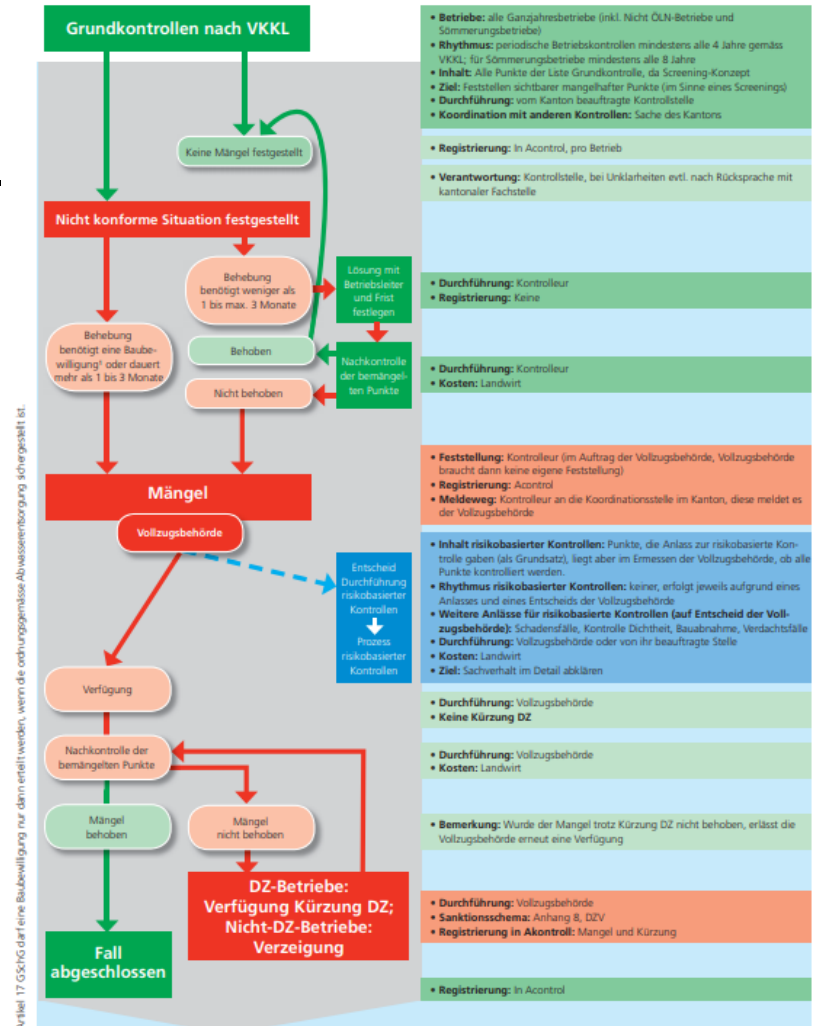 Grundkontrollen nach VKKL
• Betriebe: alle Ganzjahresbetriebe (inkl. Nicht ÖLN-Betriebe und
Sömmerungsbetriebe)
• Rhythmus: periodische Betriebskontrollen mindestens alle 4 Jahre gemäss
VKKL; für Sömmerungsbetriebe mindestens alle 8 Jahre
• Inhalt: Alle Punkte der Liste Grundkontrolle, da Screening-Konzept
• Ziel: Feststellen sichtbarer mangelhafter Punkte (im Sinne eines Screenings)
• Durchführung: vom Kanton beauftragte Kontrollstelle
• Koordination mit anderen Kontrollen: Sache des Kantons
Keine Mängel festgestellt
• Registrierung: In Acontrol, pro Betrieb
• Verantwortung: Kontrollstelle, bei Unklarheiten evtl. nach Rücksprache mit
kantonaler Fachstelle
Nicht konforme Situation festgestellt
Behebung
benötigt weniger als
1 bis max. 3 Monate
Lösung mit
Betriebsleiter
und Frist
festlegen
• Durchführung: Kontrolleur
• Registrierung: Keine
Behebung
benötigt eine Baube-
willigung¹ oder dauert
mehr als 1 bis 3 Monate
Behoben
Nachkontrolle
der bemängel-
ten Punkte
• Durchführung: Kontrolleur
• Kosten: Landwirt
Nicht behoben
Mängel
Vollzugsbehörde
• Feststellung: Kontrolleur (im Auftrag der Vollzugsbehörde, Vollzugsbehörde
braucht dann keine eigene Feststellung)
• Registrierung: Acontrol
• Meldeweg: Kontrolleur an die Koordinationsstelle im Kanton, diese meldet es
der Vollzugsbehörde
Entscheid
Durchführung
risikobasierter
Kontrollen
Prozess
risikobasierter
Kontrollen
• Inhalt risikobasierter Kontrollen: Punkte, die Anlass zur risikobasierte Kon-
trolle gaben (als Grundsatz), liegt aber im Ermessen der Vollzugsbehörde, ob alle
Punkte kontrolliert werden.
• Rhythmus risikobasierter Kontrollen: keiner, erfolgt jeweils aufgrund eines
Anlasses und eines Entscheids der Vollzugsbehörde
• Weitere Anlässe für risikobasierte Kontrollen (auf Entscheid der Voll-
zugsbehörde): Schadensfälle, Kontrolle Dichtheit, Bauabnahme, Verdachtsfälle
• Durchführung: Vollzugsbehörde oder von ihr beauftragte Stelle
• Kosten: Landwirt
• Ziel: Sachverhalt im Detail abklären
Verfügung
• Durchführung: Vollzugsbehörde
• Keine Kürzung DZ
Nachkontrolle der
bemängelten Punkte
• Durchführung: Vollzugsbehörde
• Kosten: Landwirt
Mängel
behoben
Mängel
nicht behoben
• Bemerkung: Wurde der Mangel trotz Kürzung DZ nicht behoben, erlässt die
Vollzugsbehörde erneut eine Verfügung
DZ-Betriebe:
Verfügung Kürzung DZ;
Nicht-DZ-Betriebe:
Verzeigung
• Durchführung: Vollzugsbehörde
• Sanktionsschema: Anhang 8, DZV
• Registrierung in Akontroll: Mangel und Kürzung
Fall
abgeschlossen
• Registrierung: In Acontrol
Artikel 17 GSchG darf eine Baubewilligung nur dann erteilt werden, wenn die ordnungsgemässe Abwasserentsorgung sichergestellt ist.